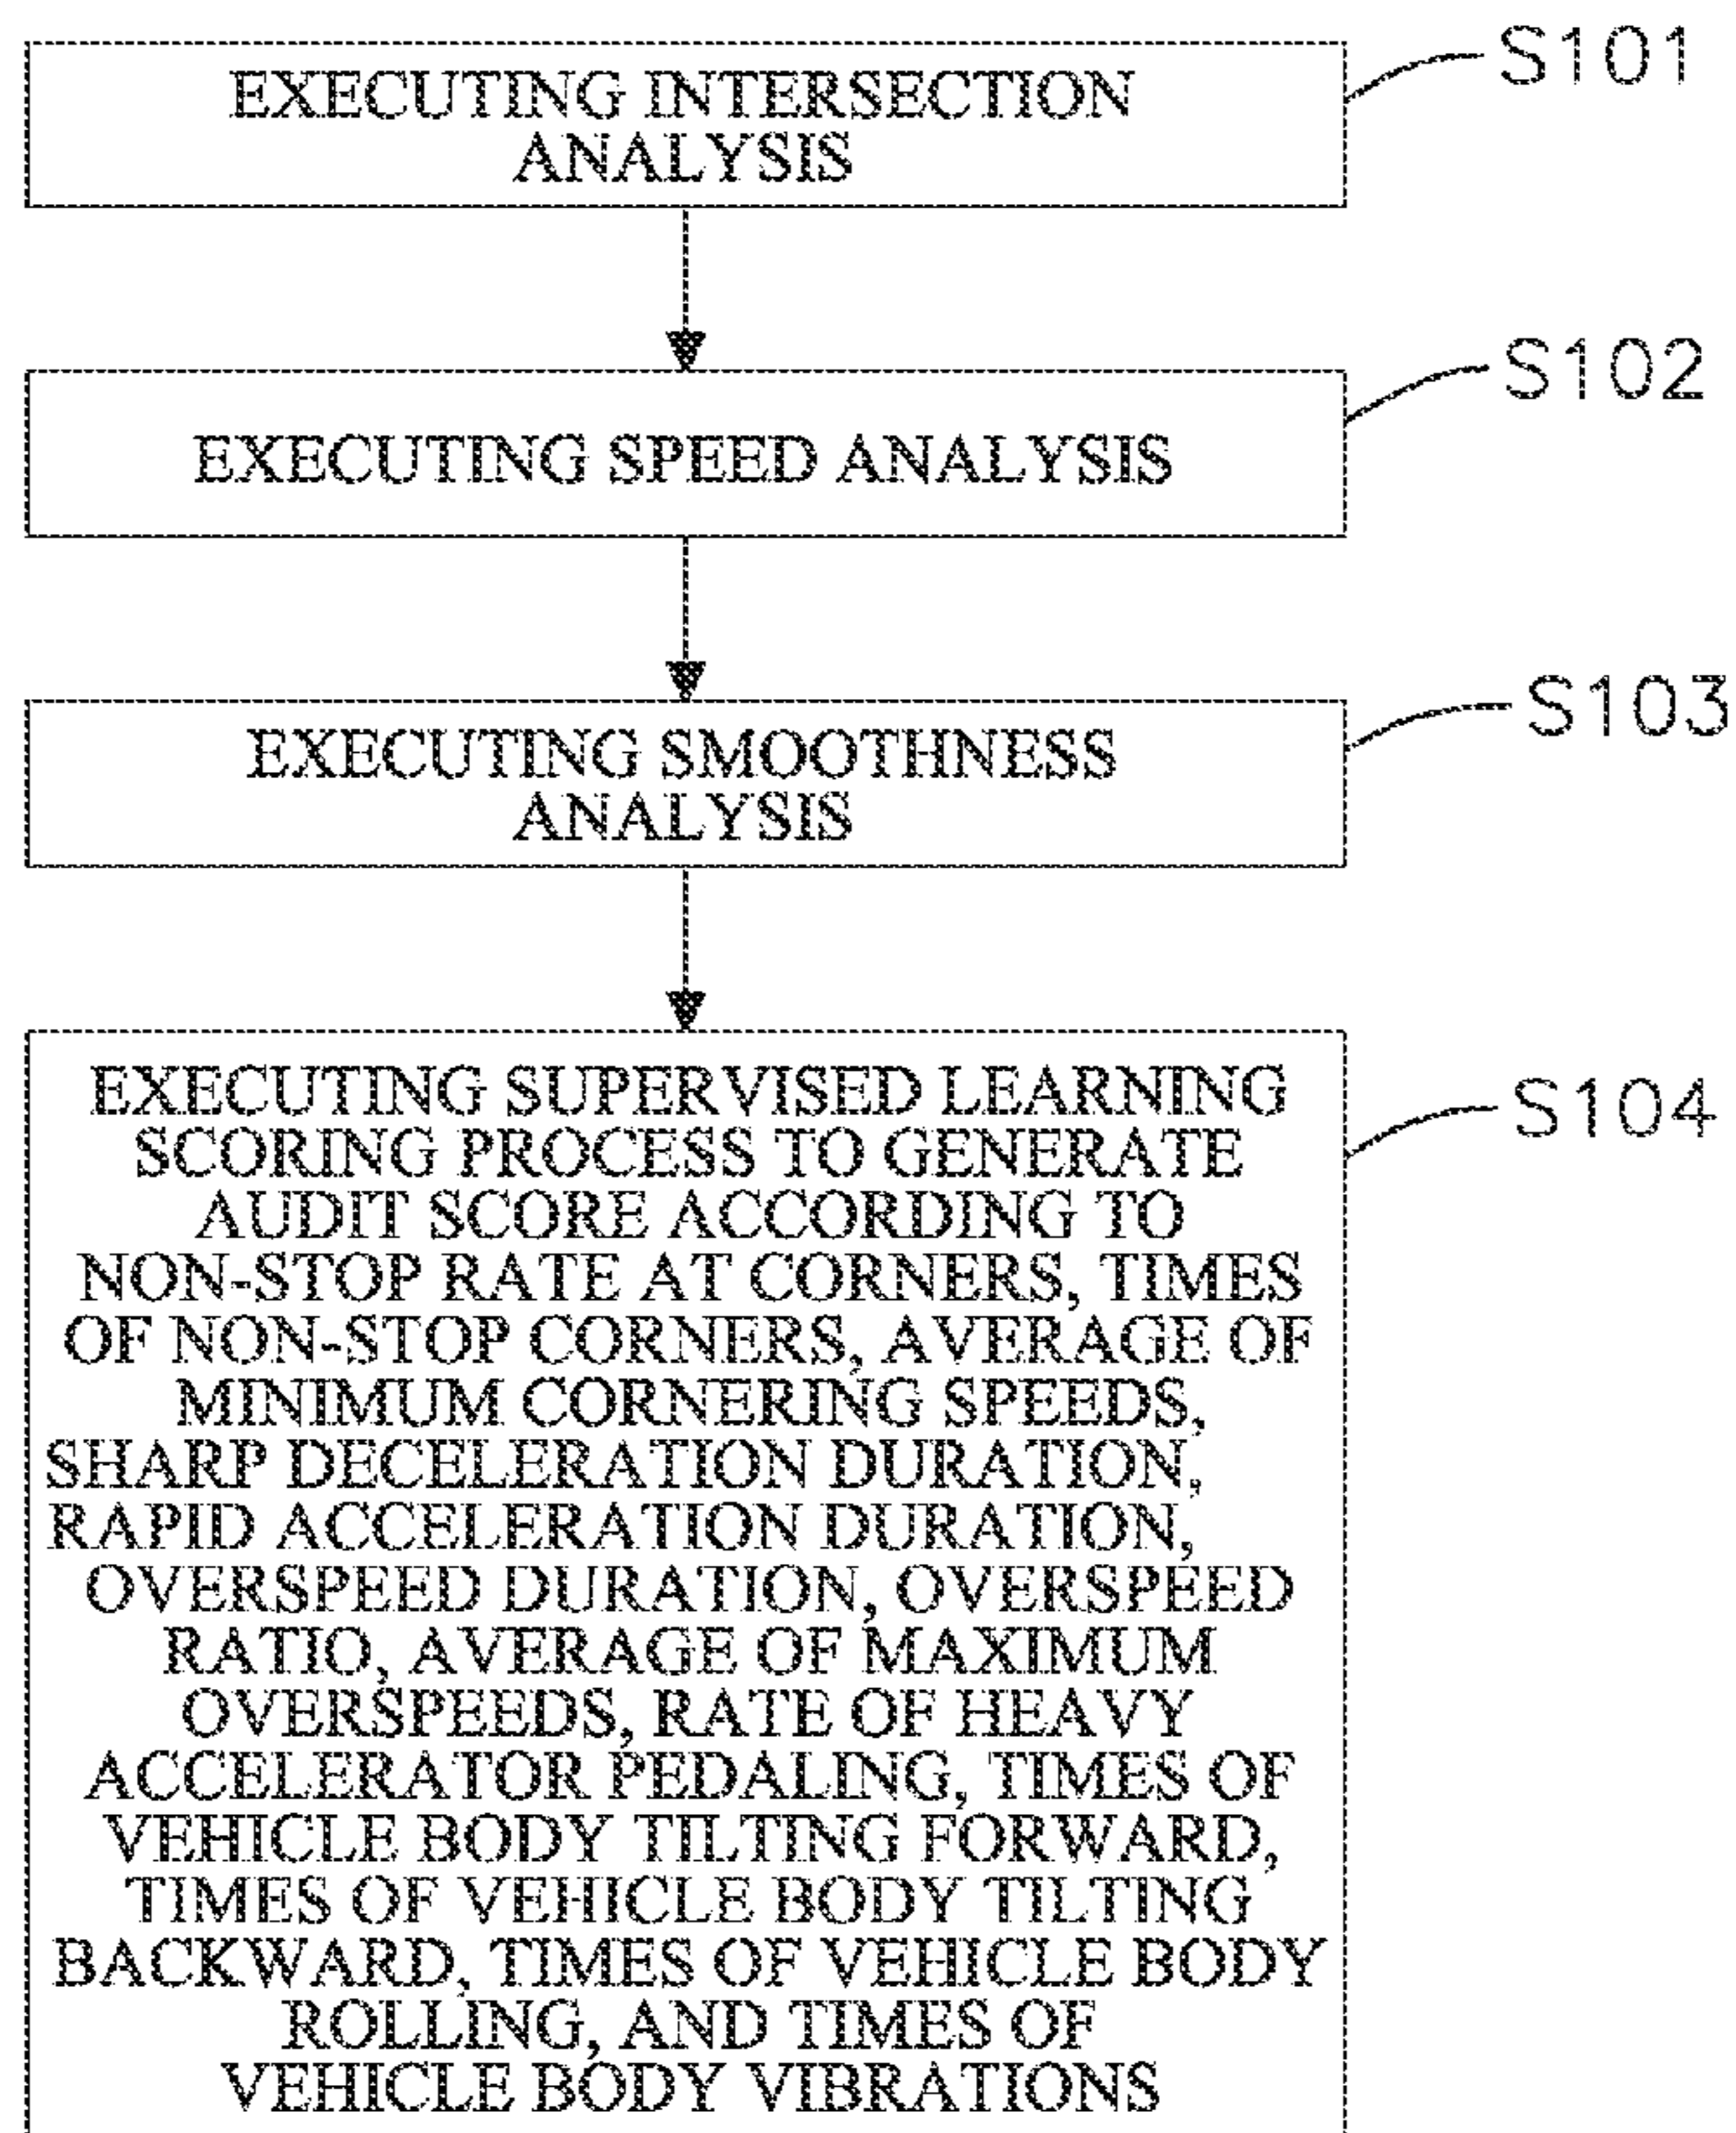 EXECUTING INTERSECTION
ANALYSIS
S101
EXECUTING SPEED ANALYSIS
S102
EXECUTING SMOOTHNESS
ANALYSIS
S103
EXECUTING SUPERVISED LEARNING
SCORING PROCESS TO GENERATE
AUDIT SCORE ACCORDING TO
NON-STOP RATE AT CORNERS, TIMES
OF NON-STOP CORNERS, AVERAGE OF
MINIMUM CORNERING SPEEDS,
SHARP DECELERATION DURATION,
RAPID ACCELERATION DURATION,
OVERSPEED DURATION, OVERSPEED
RATIO, AVERAGE OF MAXIMUM
OVERSPEEDS, RATE OF HEAVY
ACCELERATOR PEDALING, TIMES OF
VEHICLE BODY TILTING FORWARD,
TIMES OF VEHICLE BODY TILTING
BACKWARD, TIMES OF VEHICLE BODY
ROLLING, AND TIMES OF
VEHICLE BODY VIBRATIONS
S104